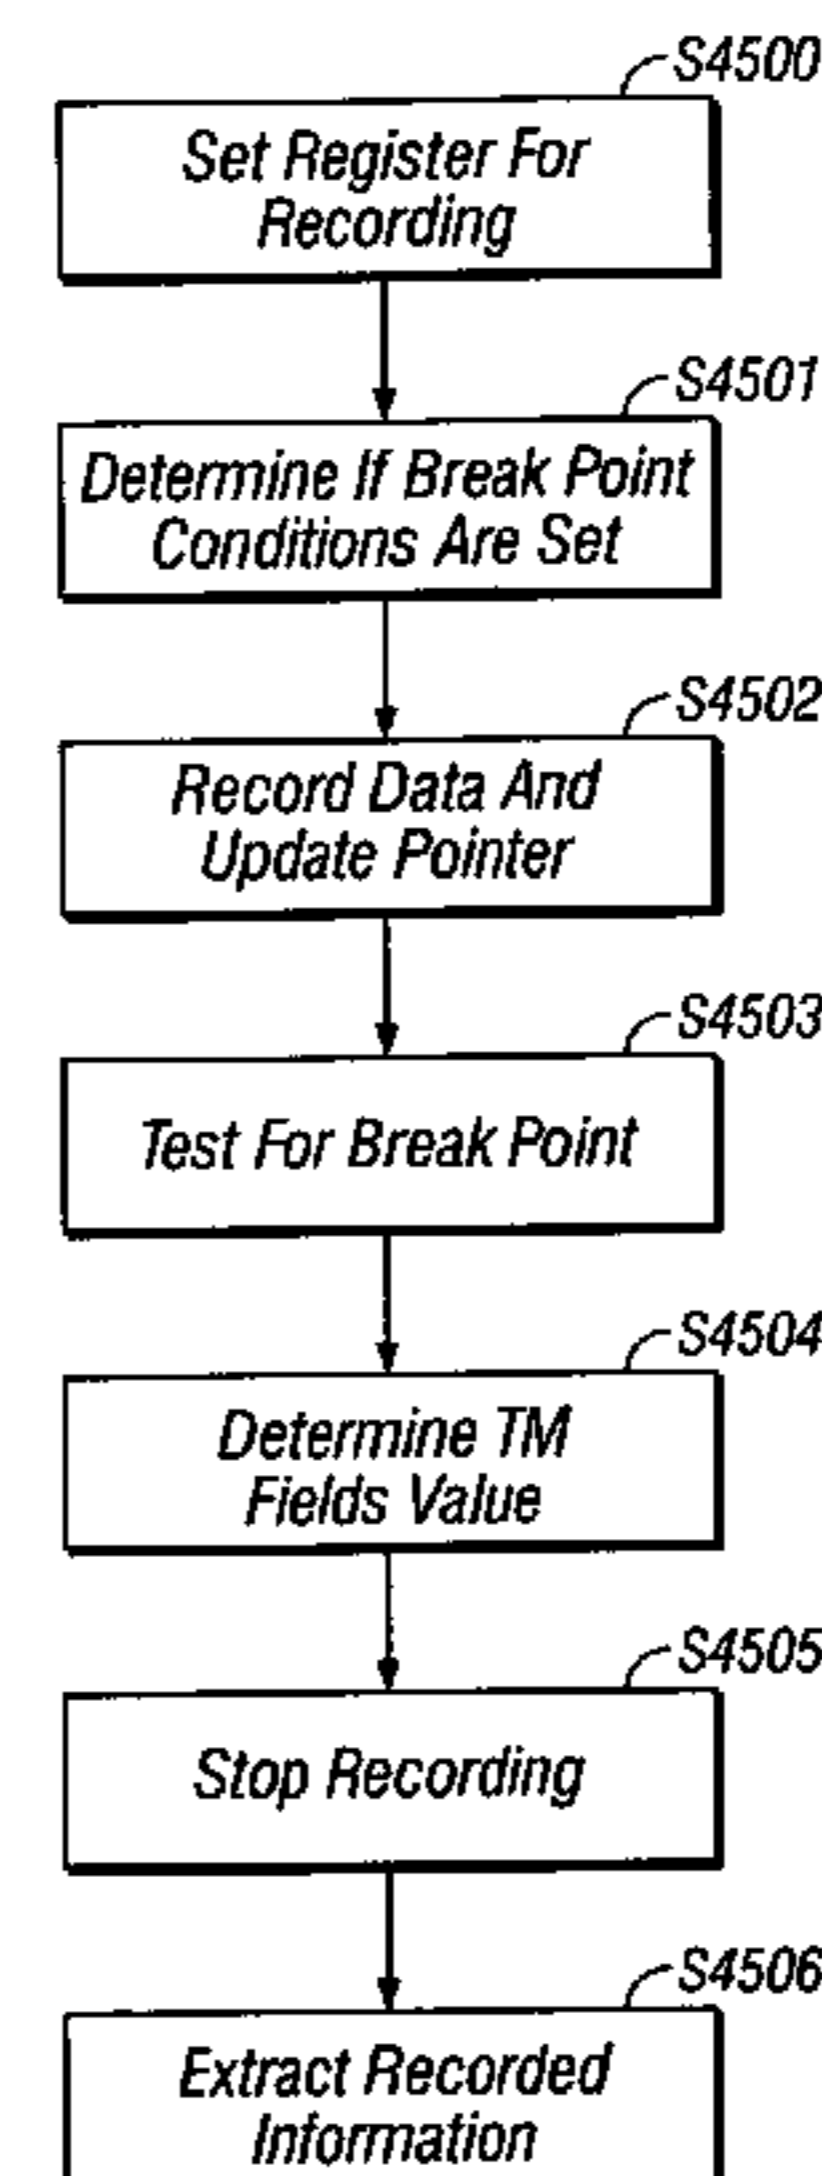 S4500
Set Register For
Recording
S4501
Determine If Break Point
Conditions Are Set
S4502
Record Data And
Update Pointer
S4503
Test For Break Point
S4504
Determine TM
Fields Value
S4505
Stop Recording
S4506
Extract Recorded
Information